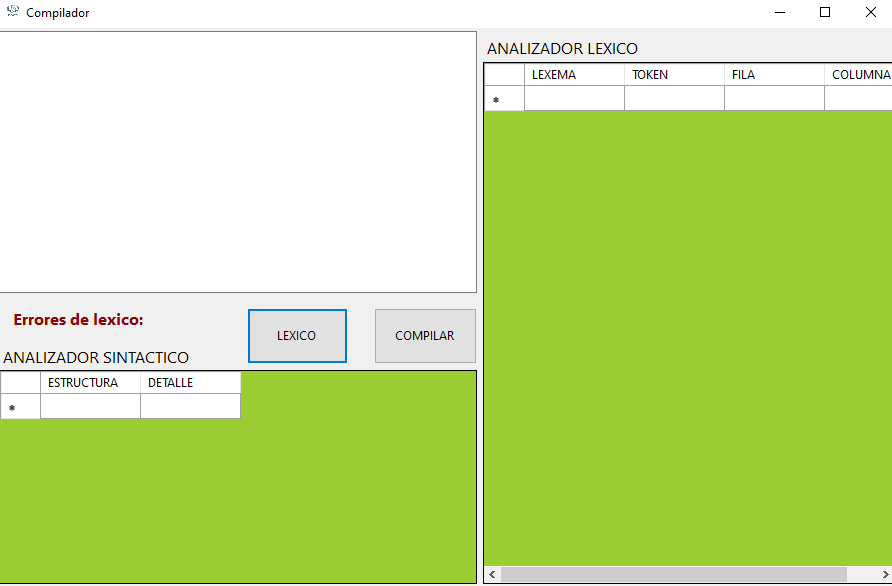 Compilador
ANALIZADOR LEXICO
LEXEMA TOKEN FILA COLUMNA
Errores de lexico:
LEXICO COMPILAR
ANALIZADOR SINTACTICO
ESTRUCTURA DETALLE